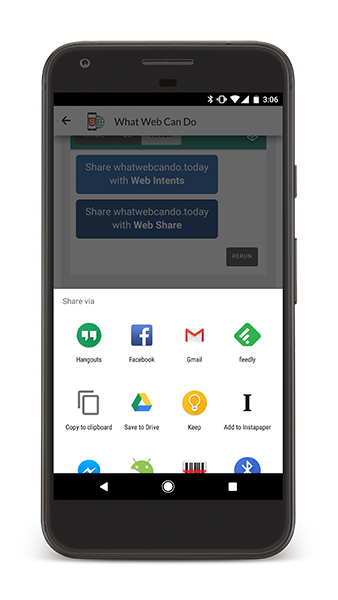 3:06
What Web Can Do
Share whatwebcando.today
with Web Intents
Share whatwebcando.today
with Web Share
RERUN
Share via
Hangouts
Facebook
Gmail
feedly
Copy to clipboard
Save to Drive
Keep
Add to Instapaper